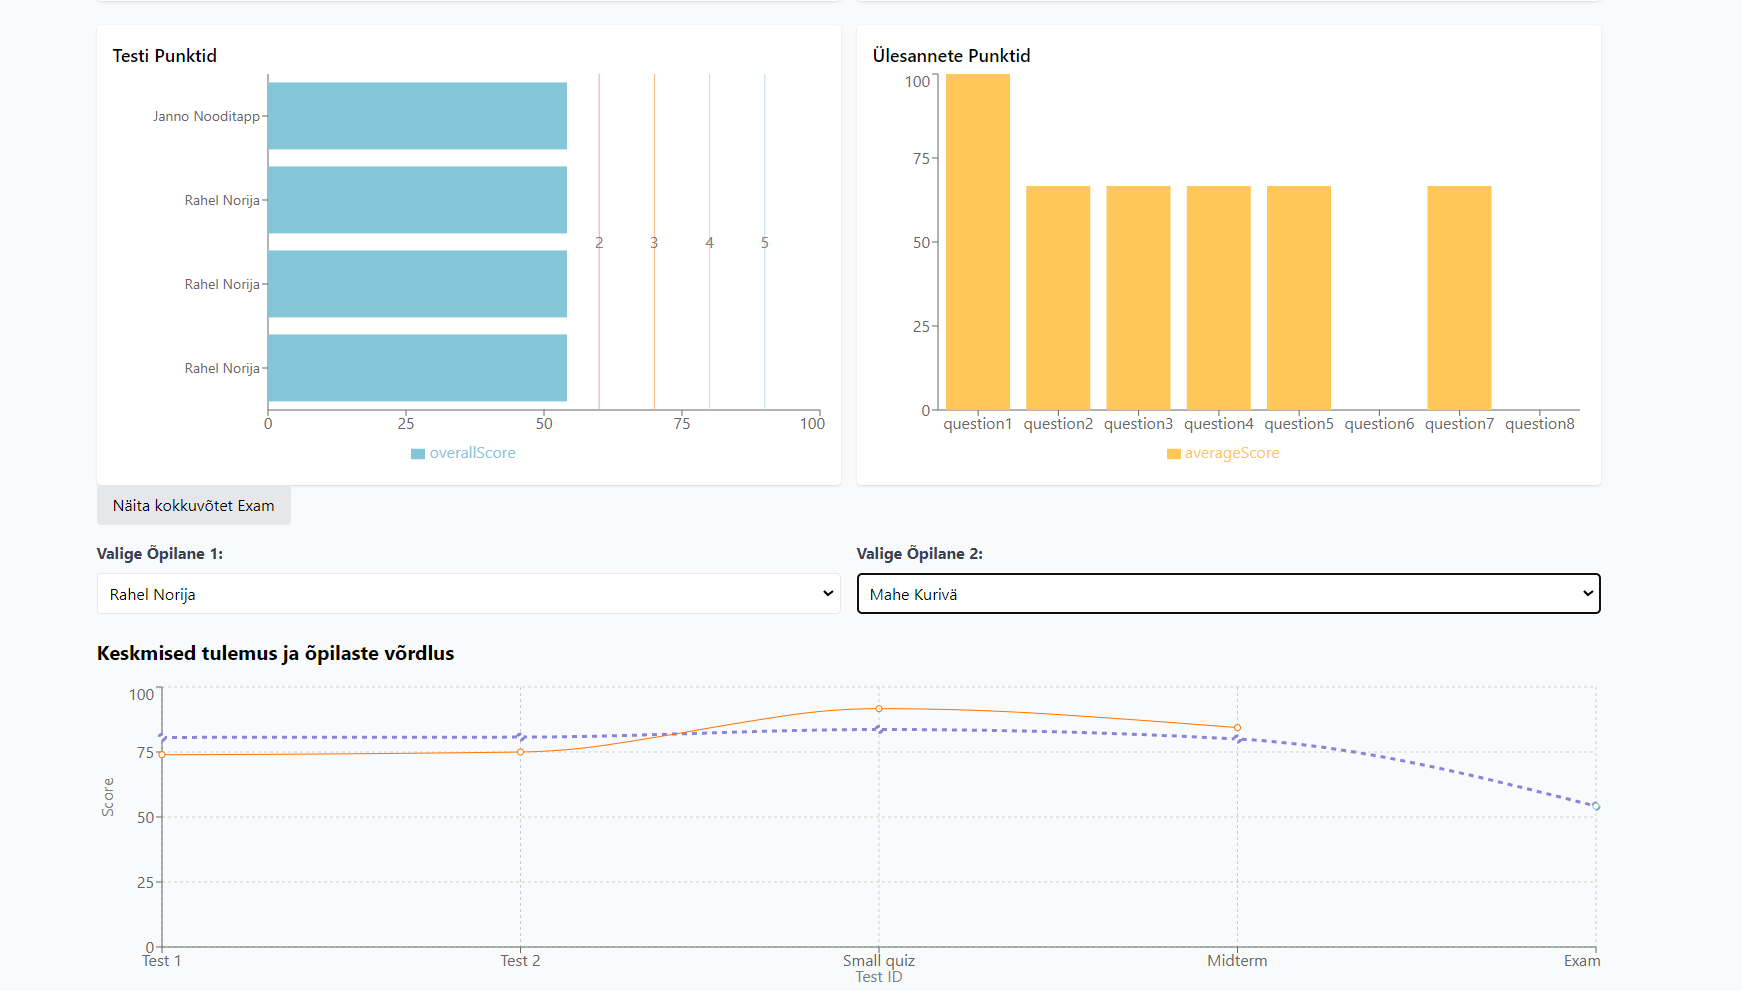 Testi Punktid
Janno Nooditapp
Rahel Norija
Rahel Norija
Rahel Norija
2 3 4 5
0 25 50 75 100
overallScore
Ülesannete Punktid
100
75
50
25
0
question1 question2 question3 question4 question5 question6 question7 question8
averageScore
Näita kokkuvõtet Exam
Valige Õpilane 1:
Rahel Norija
Valige Õpilane 2:
Mahe Kurivä
Keskmised tulemus ja õpilaste võrdlus
100
75
50
25
0
Score
Test 1 Test 2 Small quiz Midterm Exam
Test ID